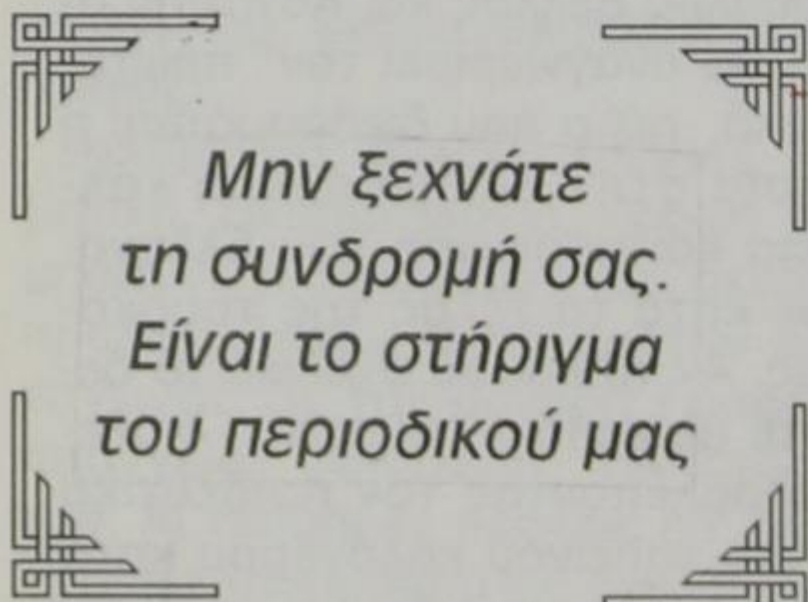 Μην ξεχνάτε
τη συνδρομή σας.
Είναι το στήριγμα
του περιοδικού μας